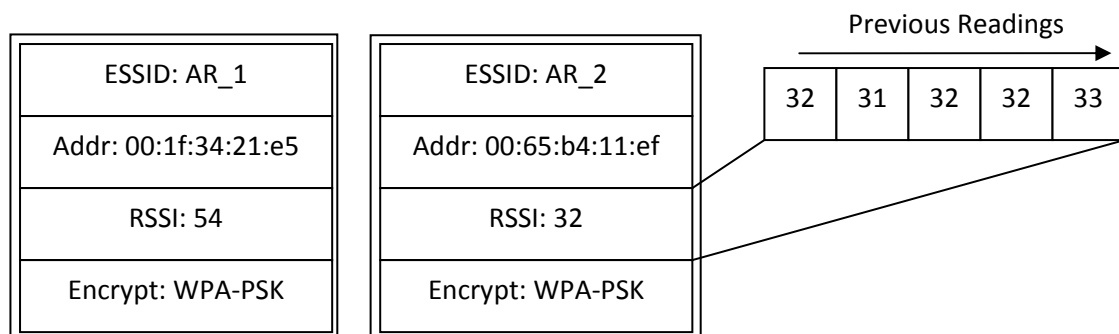 Previous Readings
ESSID: AR_1
Addr: 00:1f:34:21:e5
RSSI: 54
Encrypt: WPA-PSK
ESSID: AR_2
Addr: 00:65:b4:11:ef
RSSI: 32
Encrypt: WPA-PSK
32 31 32 32 33